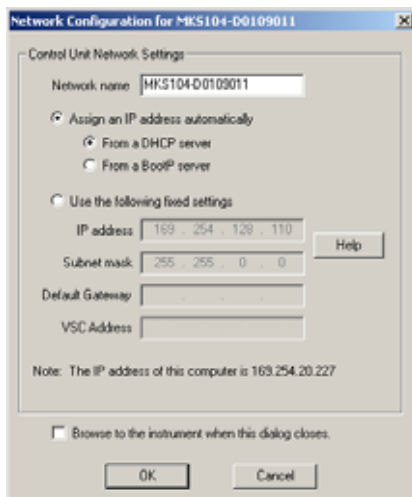 Network Configuration for MKS104-D0109011
Control Unit Network Settings
Network name MKS104-D0109011
Assign an IP address automatically
From a DHCP server
From a BootP server
Use the following fixed settings
IP address 169 . 254 . 128 . 110
Help
Subnet mask 255 . 255 . 0 . 0
Default Gateway . . .
VSC Address
Note: The IP address of this computer is 169.254.20.227
Browse to the instrument when this dialog closes.
OK Cancel